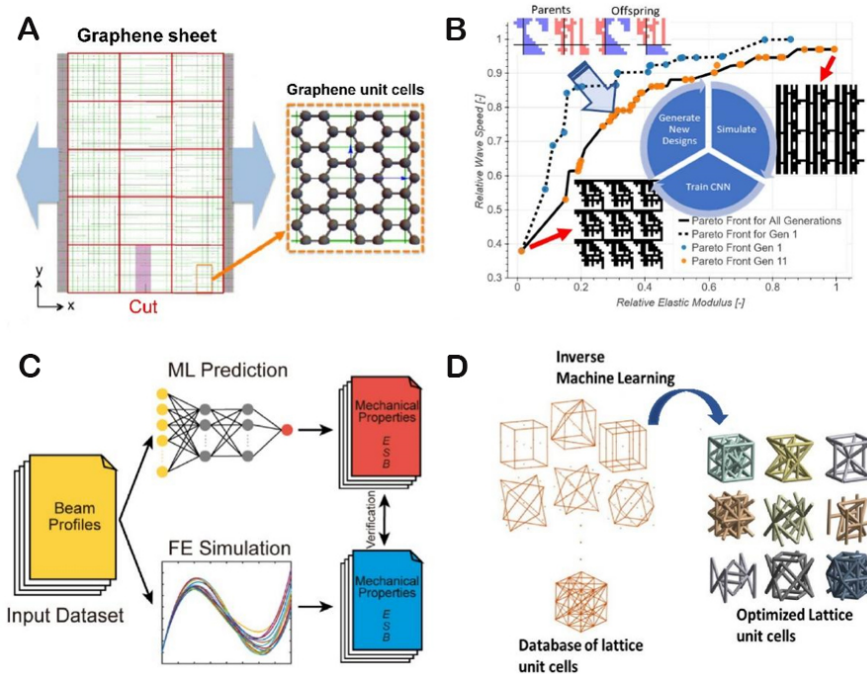 A
Graphene sheet
Graphene unit cells
y
x
Cut
B
Parents
Offspring
Relative Wave Speed [-]
1
0.9
0.8
0.7
0.6
0.5
0.4
0.3
Generate
New
Designs
Simulate
Train CNN
Pareto Front for All Generations
Pareto Front for Gen 1
Pareto Front Gen 1
Pareto Front Gen 11
0
0.2
0.4
0.6
0.8
1
Relative Elastic Modulus [-]
C
ML Prediction
Mechanical
Properties
E
S
B
Beam
Profiles
Input Dataset
Verification
FE Simulation
Mechanical
Properties
E
S
B
D
Inverse
Machine Learning
Database of lattice
unit cells
Optimized Lattice
unit cells